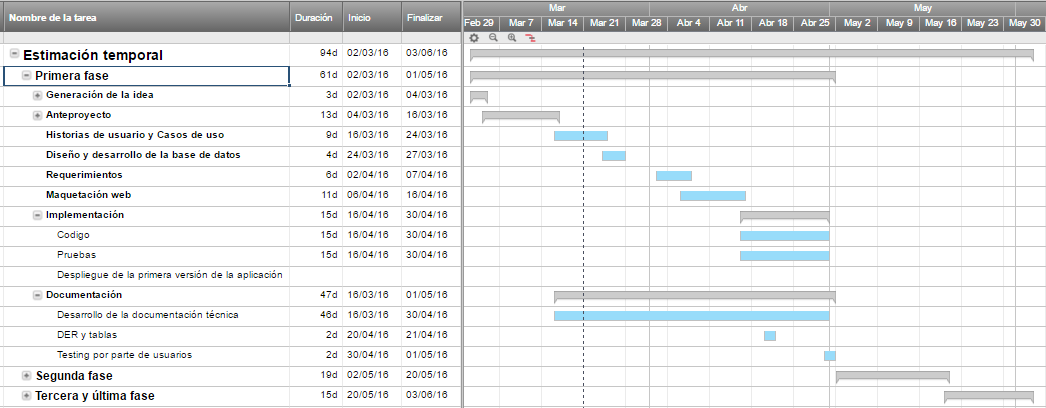 Nombre de la tarea Duración Inicio Finalizar Mar Abr May
Feb 29 Mar 7 Mar 14 Mar 21 Mar 28 Abr 4 Abr 11 Abr 18 Abr 25 May 2 May 9 May 16 May 23 May 30
Estimación temporal 94d 02/03/16 03/06/16
Primera fase 61d 02/03/16 01/05/16
Generación de la idea 3d 02/03/16 04/03/16
Anteproyecto 13d 04/03/16 16/03/16
Historias de usuario y Casos de uso 9d 16/03/16 24/03/16
Diseño y desarrollo de la base de datos 4d 24/03/16 27/03/16
Requerimientos 6d 02/04/16 07/04/16
Maquetación web 11d 06/04/16 16/04/16
Implementación 15d 16/04/16 30/04/16
Codigo 15d 16/04/16 30/04/16
Pruebas 15d 16/04/16 30/04/16
Despliegue de la primera versión de la aplicación
Documentación 47d 16/03/16 01/05/16
Desarrollo de la documentación técnica 46d 16/03/16 30/04/16
DER y tablas 2d 20/04/16 21/04/16
Testing por parte de usuarios 2d 30/04/16 01/05/16
Segunda fase 19d 02/05/16 20/05/16
Tercera y última fase 15d 20/05/16 03/06/16